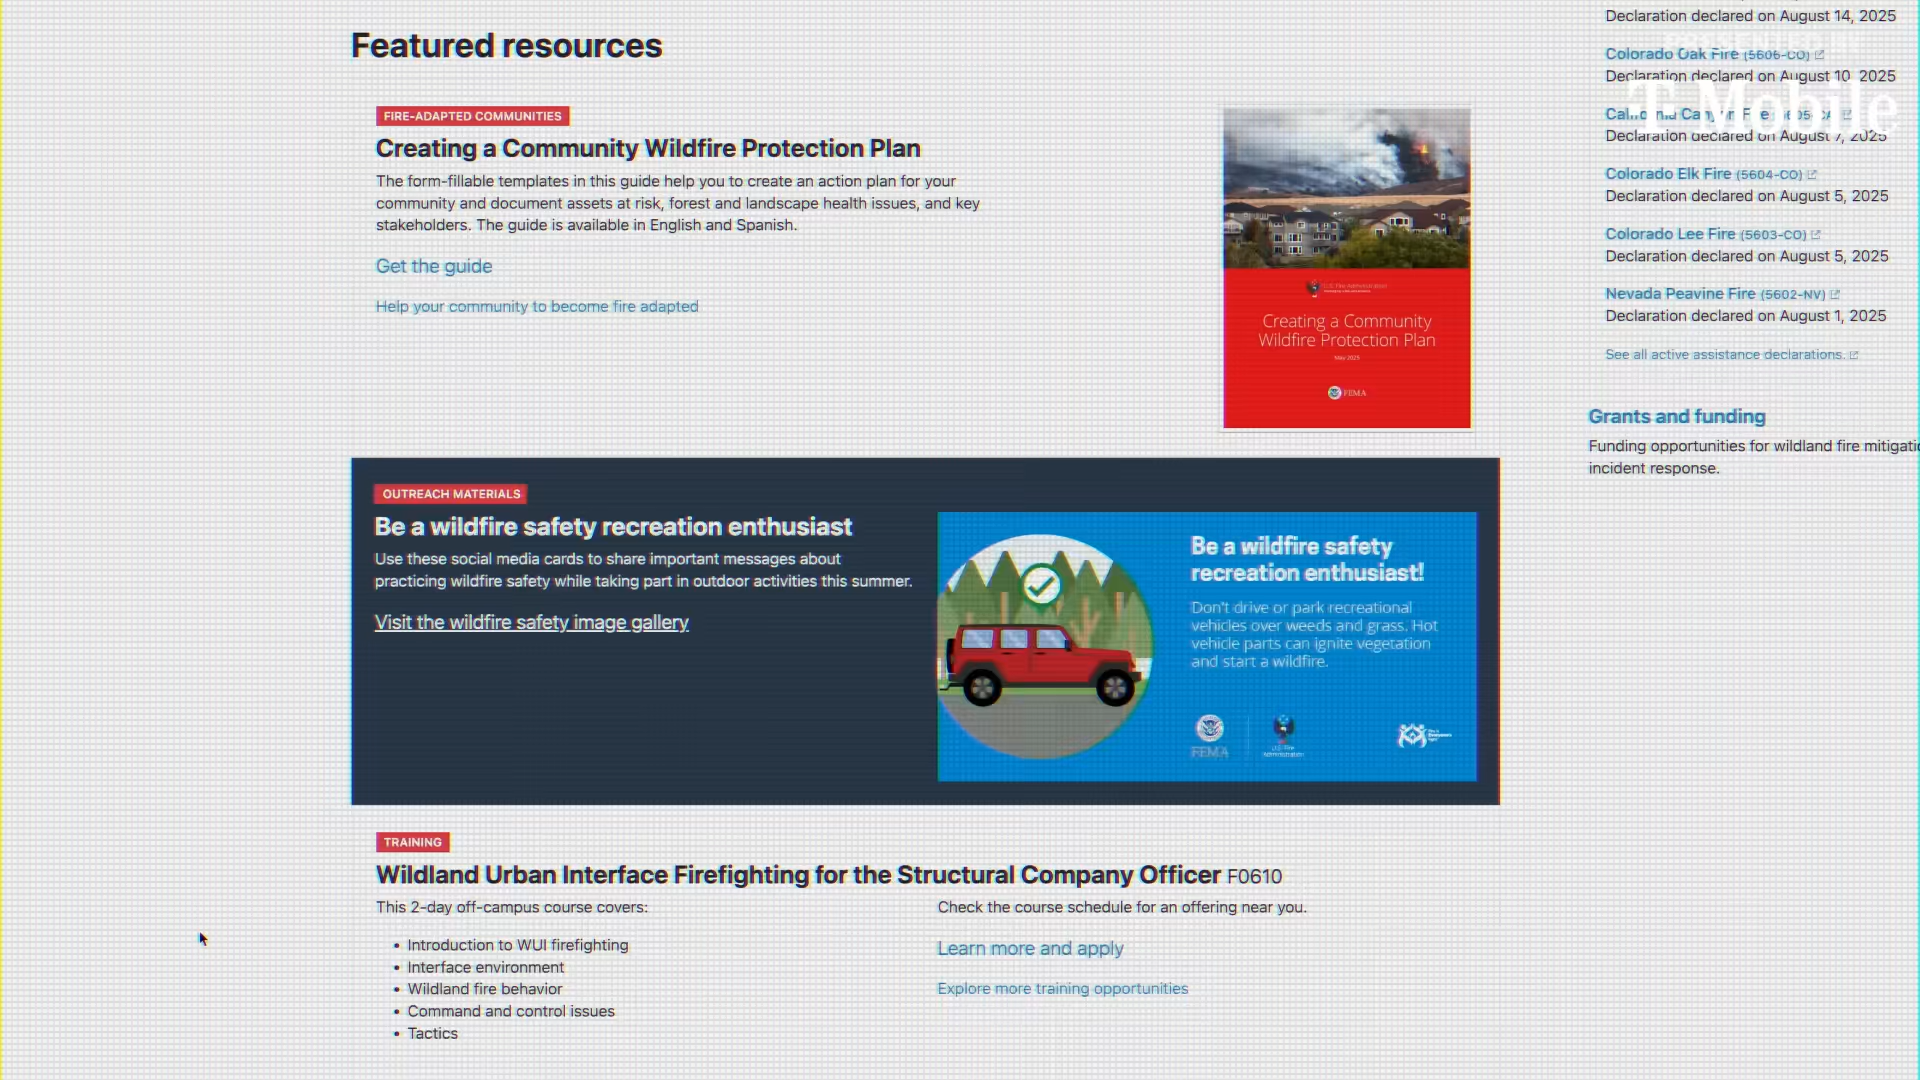 Featured resources
FIRE-ADAPTED COMMUNITIES
Creating a Community Wildfire Protection Plan
The form-fillable templates in this guide help you to create an action plan for your
community and document assets at risk, forest and landscape health issues, and key
stakeholders. The guide is available in English and Spanish.
Get the guide
Help your community to become fire adapted
U.S. Fire Administration
Creating a Community
Wildfire Protection Plan
May 2025
FEMA
OUTREACH MATERIALS
Be a wildfire safety recreation enthusiast
Use these social media cards to share important messages about
practicing wildfire safety while taking part in outdoor activities this summer.
Visit the wildfire safety image gallery
Be a wildfire safety
recreation enthusiast!
Don't drive or park recreational
vehicles over weeds and grass. Hot
vehicle parts can ignite vegetation
and start a wildfire.
FEMA
U.S. Fire
Administration
TRAINING
Wildland Urban Interface Firefighting for the Structural Company Officer F0610
This 2-day off-campus course covers:
• Introduction to WUI firefighting
• Interface environment
• Wildland fire behavior
• Command and control issues
• Tactics
Check the course schedule for an offering near you.
Learn more and apply
Explore more training opportunities
Declaration declared on August 14, 2025
Colorado Oak Fire (5606-CO)
Declaration declared on August 10, 2025
California Canyon Fire (5605-CA)
Declaration declared on August 7, 2025
Colorado Elk Fire (5604-CO)
Declaration declared on August 5, 2025
Colorado Lee Fire (5603-CO)
Declaration declared on August 5, 2025
Nevada Peavine Fire (5602-NV)
Declaration declared on August 1, 2025
See all active assistance declarations.
Grants and funding
Funding opportunities for wildland fire mitigatio
incident response.
PRESENTED BY
T Mobile